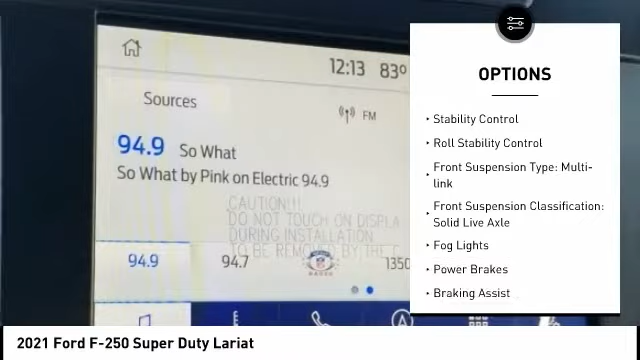 12:13 83°
Sources
FM
94.9 So What
So What by Pink on Electric 94.9
CAUTION!!!
DO NOT TOUCH ON DISPLA
DURING INSTALLATION
TO BE REMOVED BY THE C
94.9
94.7
1350
OPTIONS
Stability Control
Roll Stability Control
Front Suspension Type: Multi-
link
Front Suspension Classification:
Solid Live Axle
Fog Lights
Power Brakes
Braking Assist
2021 Ford F-250 Super Duty Lariat